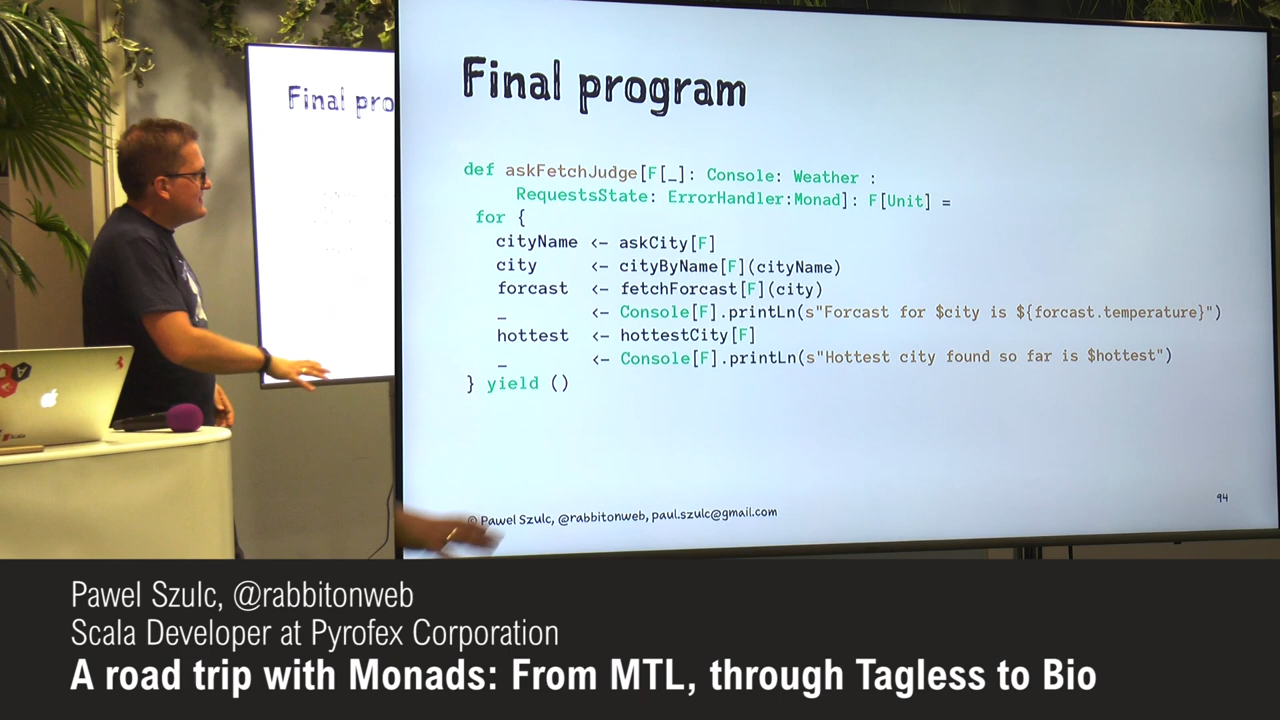 Final pro
Final program
def askFetchJudge[F[_]: Console: Weather :
RequestsState: ErrorHandler:Monad]: F[Unit] =
for {
cityName <- askCity[F]
city <- cityByName[F](cityName)
forcast <- fetchForcast[F](city)
_ <- Console[F].printLn(s"Forcast for $city is ${forcast.temperature}")
hottest <- hottestCity[F]
_ <- Console[F].printLn(s"Hottest city found so far is $hottest")
} yield ()
94
© Pawel Szulc, @rabbitonweb, paul.szulc@gmail.com
Scala
Pawel Szulc, @rabbitonweb
Scala Developer at Pyrofex Corporation
A road trip with Monads: From MTL, through Tagless to Bio